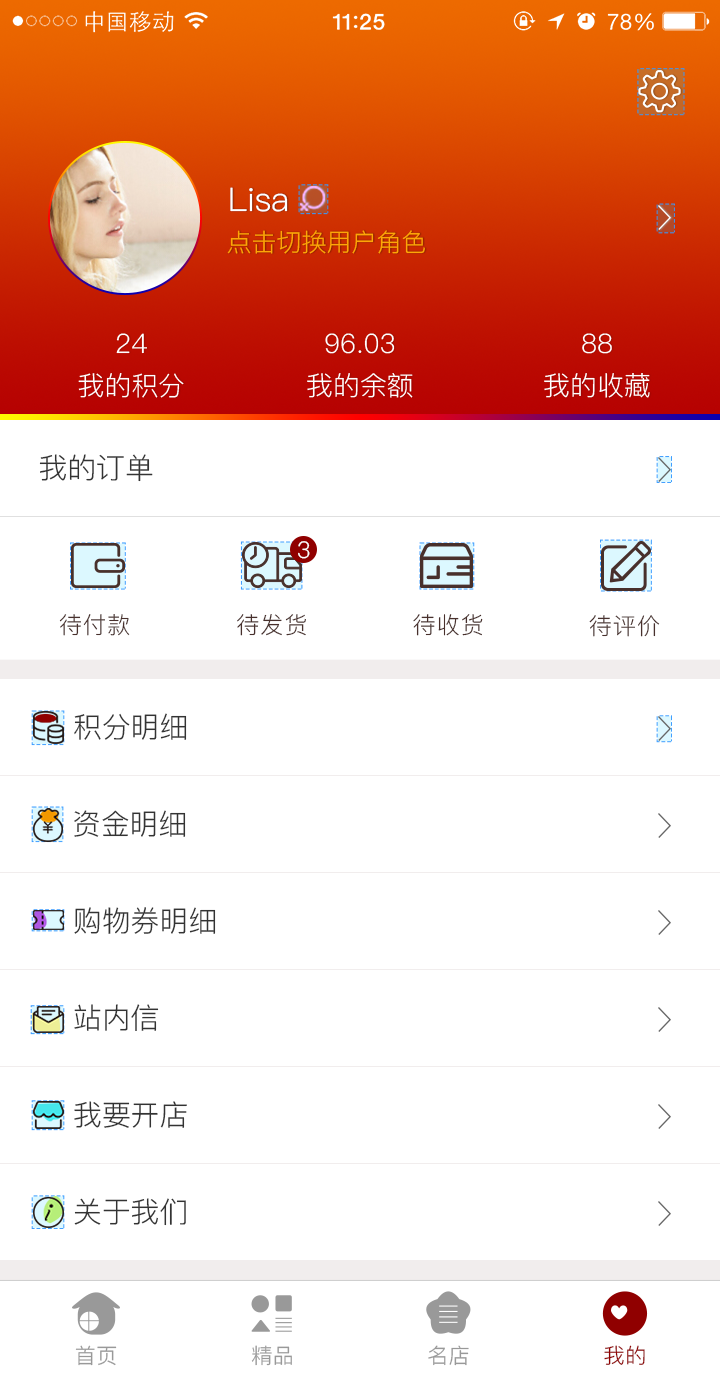 中国移动 11:25 78%
Lisa
点击切换用户角色
24 96.03 88
我的积分 我的余额 我的收藏
我的订单
3
待付款 待发货 待收货 待评价
积分明细
资金明细
购物券明细
站内信
我要开店
关于我们
首页 精品 名店 我的